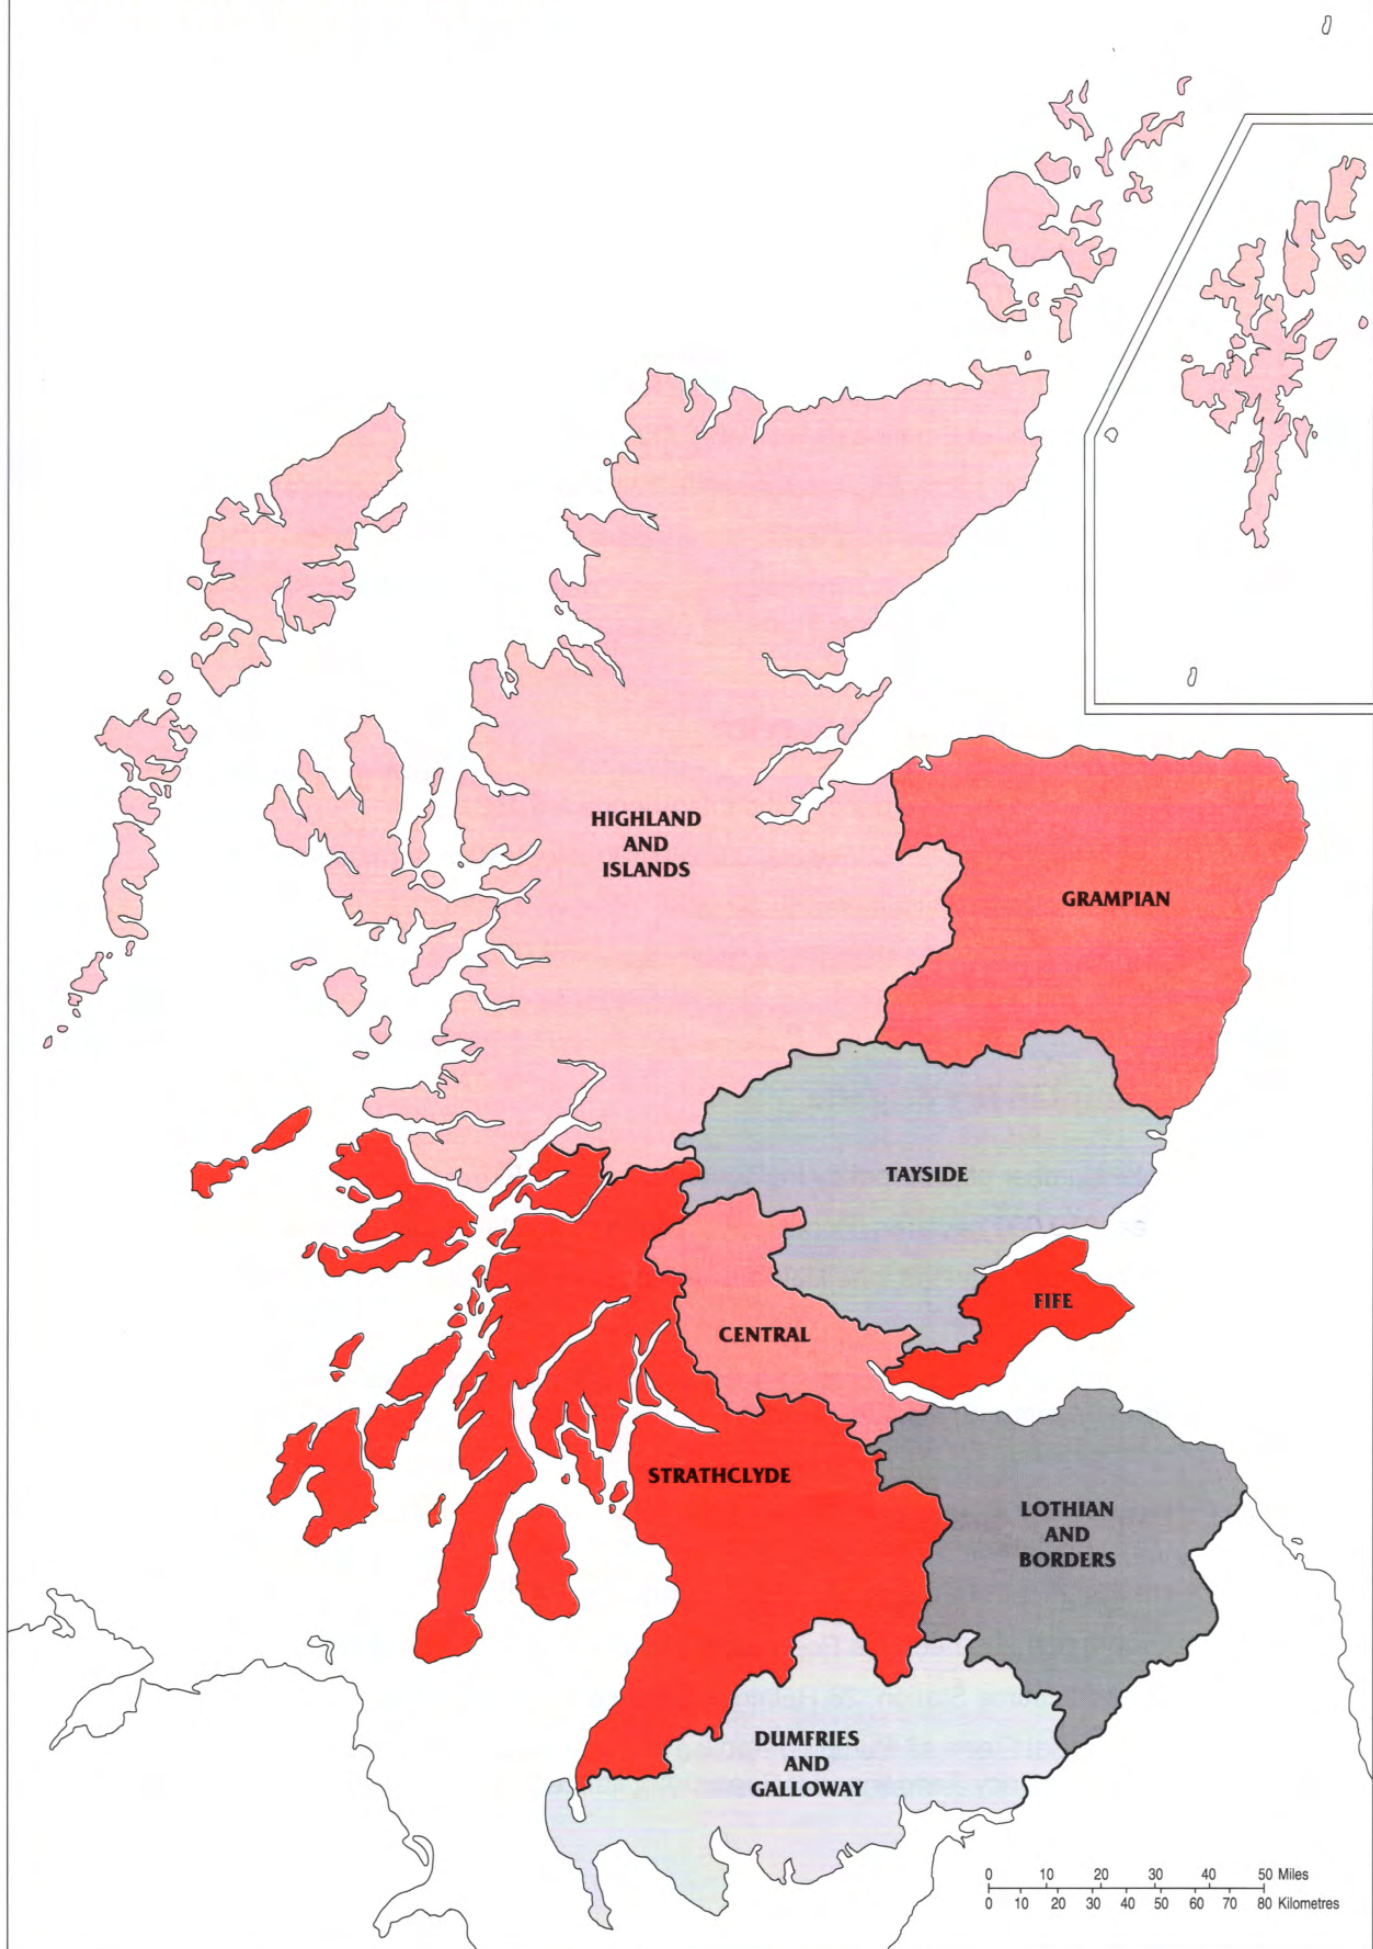 HIGHLAND
AND
ISLANDS
GRAMPIAN
TAYSIDE
FIFE
CENTRAL
STRATHCLYDE
LOTHIAN
AND
BORDERS
DUMFRIES
AND
GALLOWAY
0 10 20 30 40 50 Miles
0 10 20 30 40 50 60 70 80 Kilometres